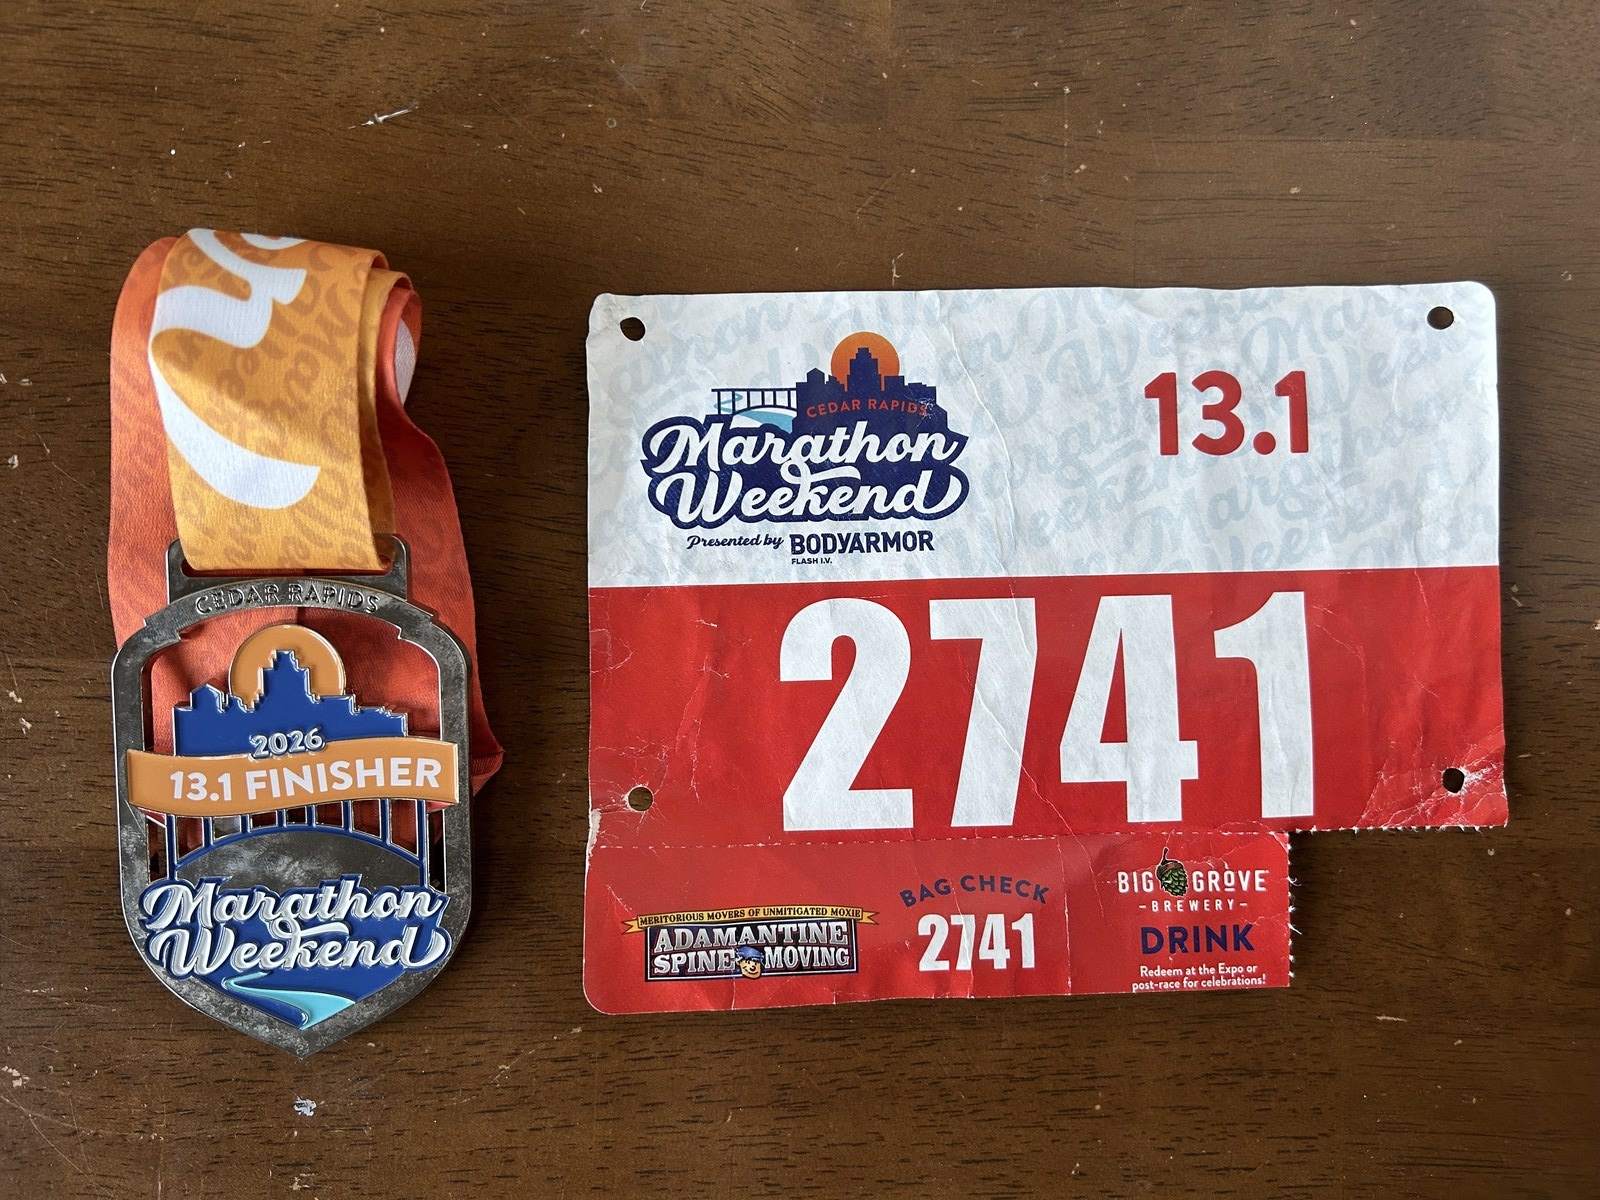 CEDAR RAPIDS
2026
13.1 FINISHER
Marathon
Weekend
CEDAR RAPIDS
Marathon
Weekend
Presented by BODYARMOR
FLASH I.V.
13.1
2741
MERITORIOUS MOVERS OF UNMITIGATED MOXIE
ADAMANTINE
SPINE MOVING
BAG CHECK
2741
BIG GROVE
-BREWERY-
DRINK
Redeem at the Expo or
post-race for celebrations!